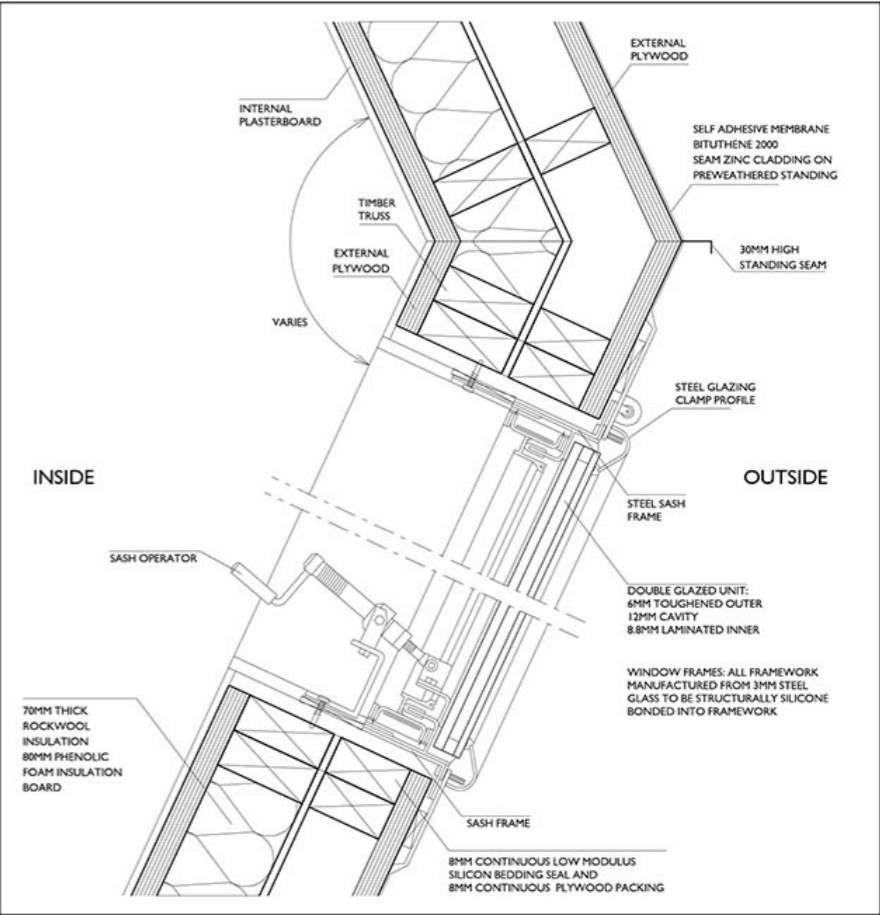 EXTERNAL
PLYWOOD
INTERNAL
PLASTERBOARD
SELF ADHESIVE MEMBRANE
BITUTHENE 2000
SEAM ZINC CLADDING ON
PREWEATHERED STANDING
TIMBER
TRUSS
EXTERNAL
PLYWOOD
30MM HIGH
STANDING SEAM
VARIES
STEEL GLAZING
CLAMP PROFILE
INSIDE
OUTSIDE
STEEL SASH
FRAME
SASH OPERATOR
DOUBLE GLAZED UNIT:
6MM TOUGHENED OUTER
12MM CAVITY
8.8MM LAMINATED INNER
WINDOW FRAMES: ALL FRAMEWORK
MANUFACTURED FROM 3MM STEEL
GLASS TO BE STRUCTURALLY SILICONE
BONDED INTO FRAMEWORK
70MM THICK
ROCKWOOL
INSULATION
80MM PHENOLIC
FOAM INSULATION
BOARD
SASH FRAME
8MM CONTINUOUS LOW MODULUS
SILICON BEDDING SEAL AND
8MM CONTINUOUS PLYWOOD PACKING